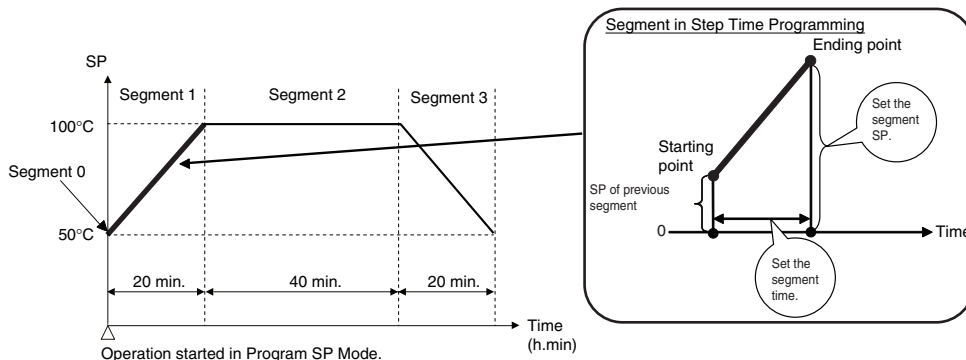 SP
Segment 1
Segment 2
Segment 3
100°C
Segment 0
50°C
20 min.
40 min.
20 min.
Time
(h.min)
Operation started in Program SP Mode.
Segment in Step Time Programming
Ending point
Set the
segment
SP.
Starting
point
SP of previous
segment
0
Time
Set the
segment
time.